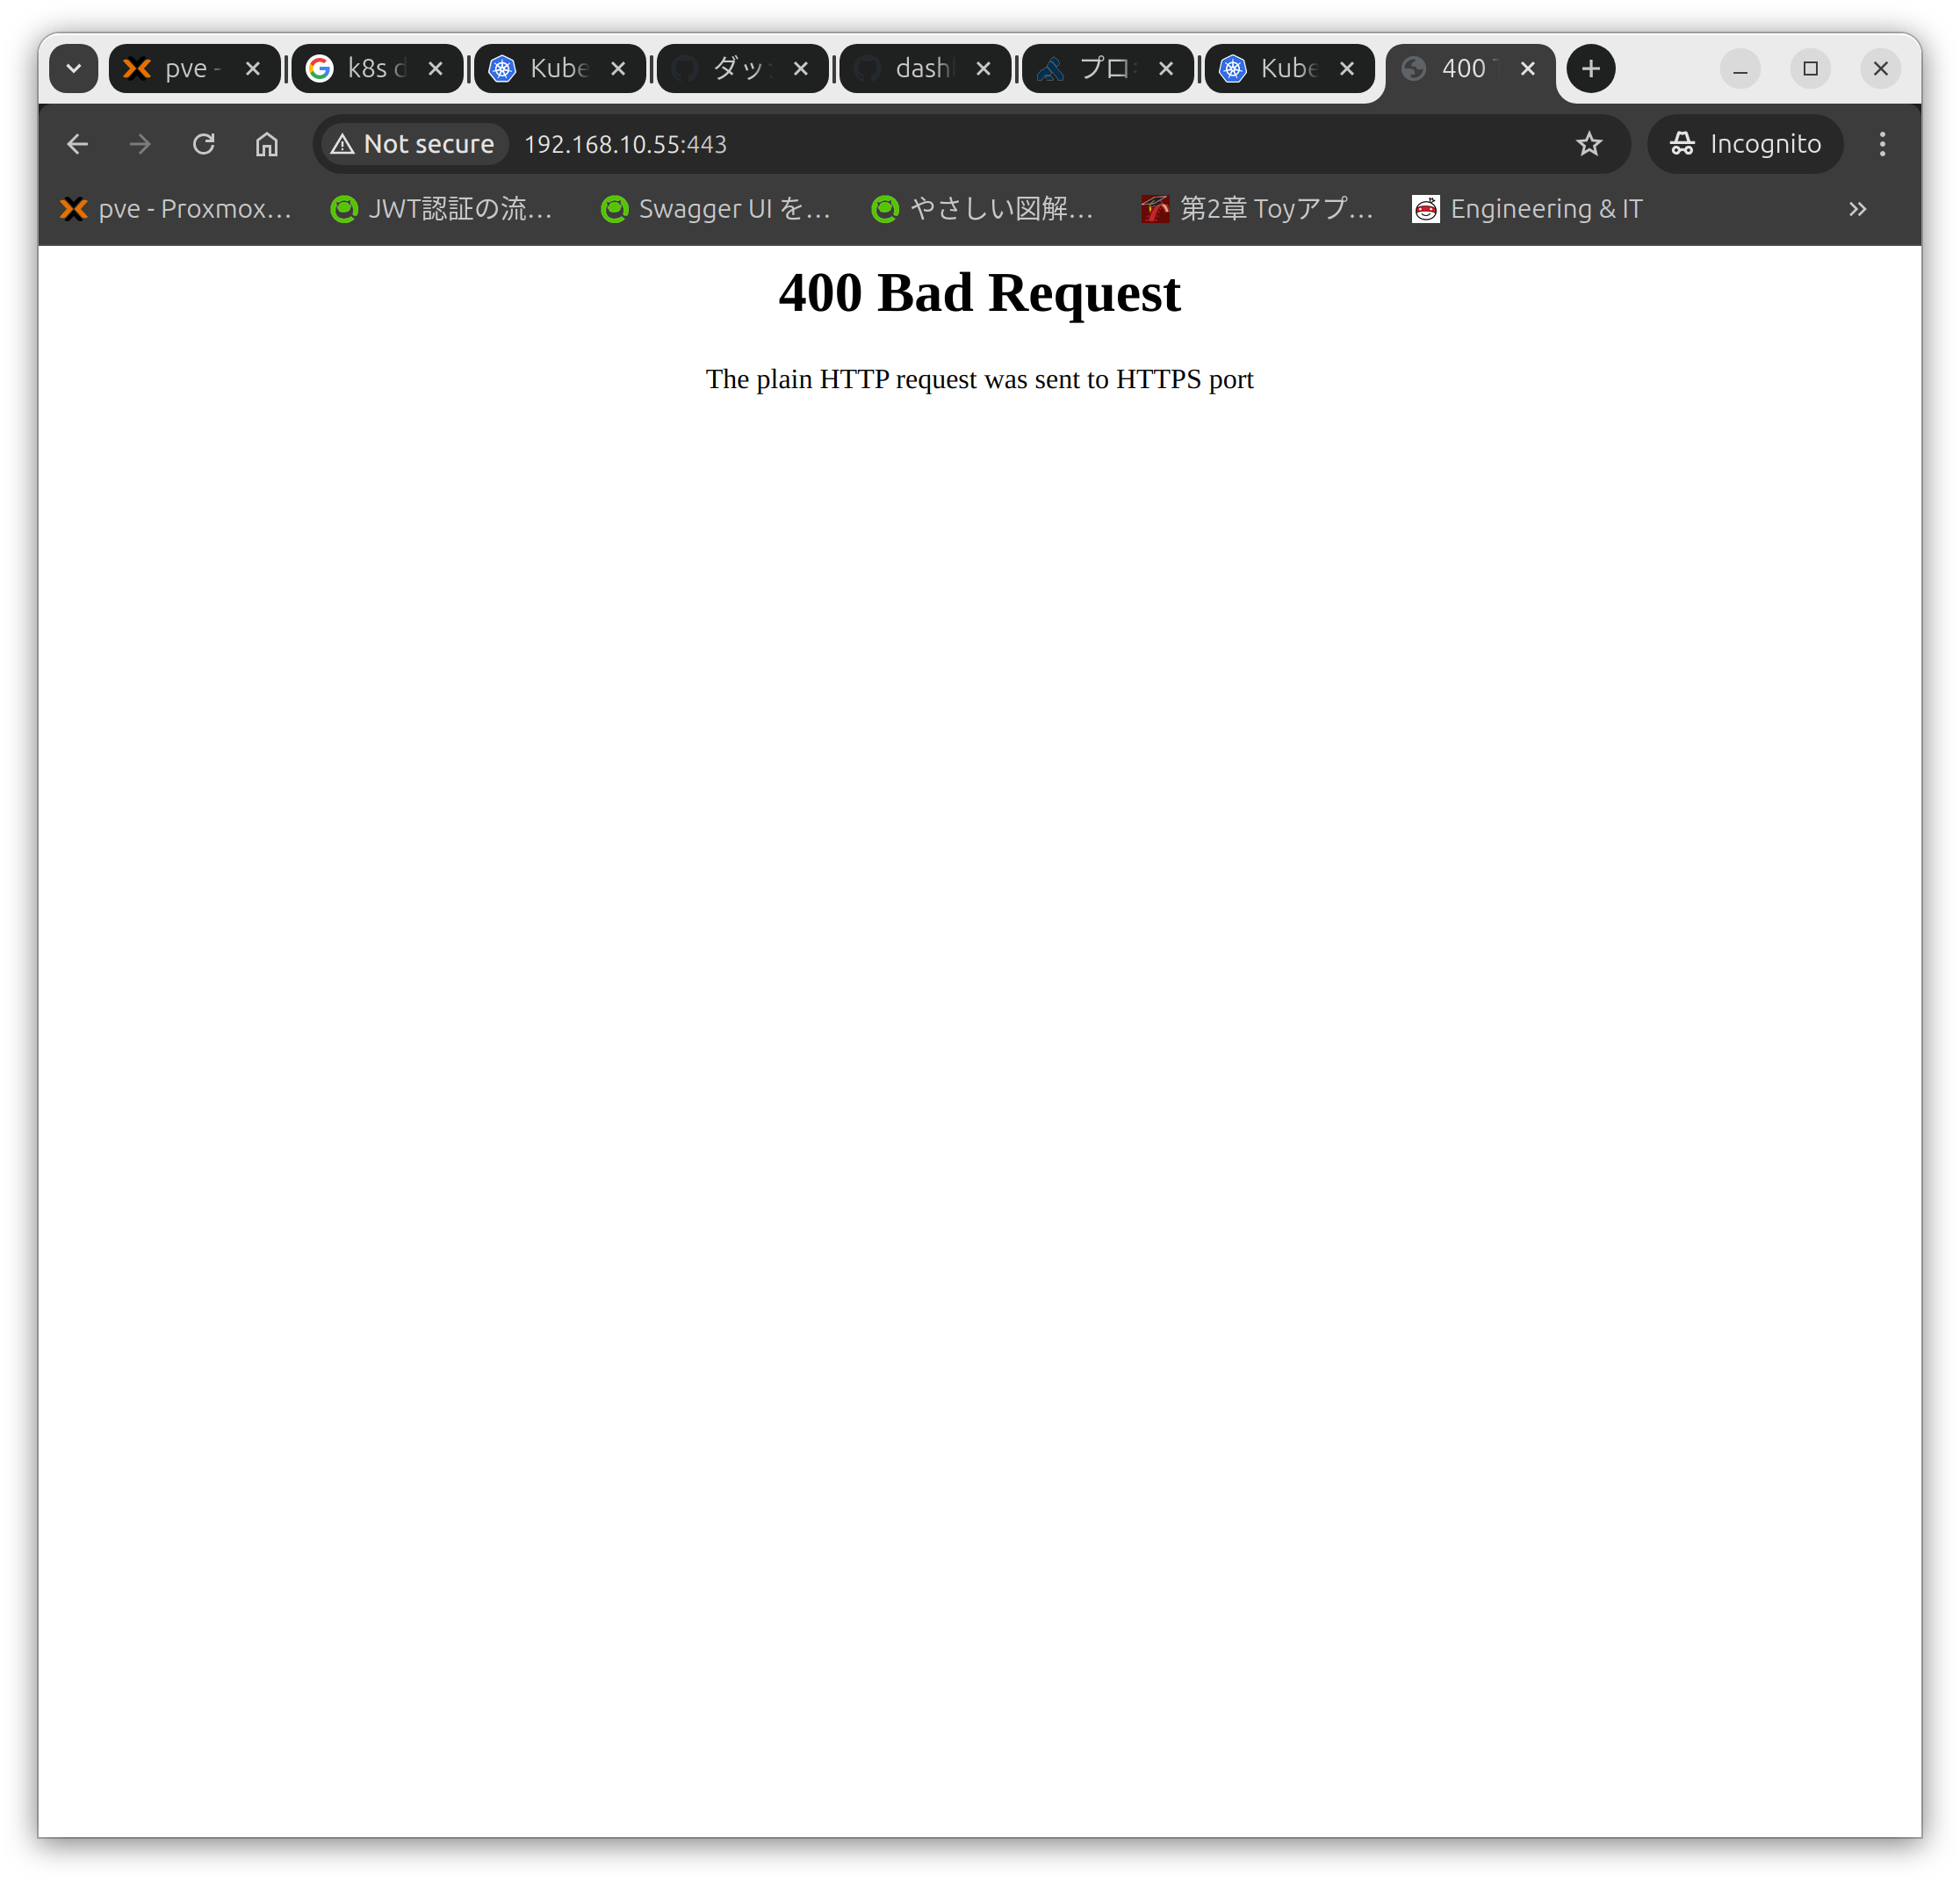 pve - k8s d Kube ダッ dash プロ Kube 400
Not secure 192.168.10.55:443 Incognito
pve - Proxmox... JWT認証の流... Swagger UI を... やさしい図解... 第2章 Toyアプ... Engineering & IT
400 Bad Request
The plain HTTP request was sent to HTTPS port